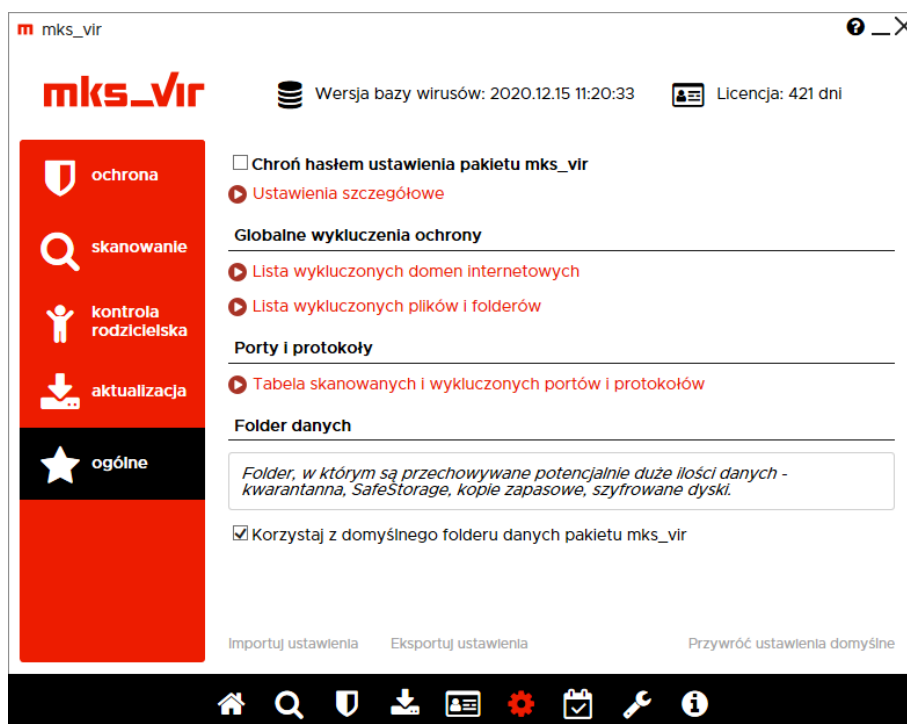 m mks_vir
mks_vir
Wersja bazy wirusów: 2020.12.15 11:20:33
Licencja: 421 dni
ochrona
skanowanie
kontrola
rodzicielska
aktualizacja
ogólne
Chroń hasłem ustawienia pakietu mks_vir
Ustawienia szczegółowe
Globalne wykluczenia ochrony
Lista wykluczonych domen internetowych
Lista wykluczonych plików i folderów
Porty i protokoły
Tabela skanowanych i wykluczonych portów i protokołów
Folder danych
Folder, w którym są przechowywane potencjalnie duże ilości danych -
kwarantanna, SafeStorage, kopie zapasowe, szyfrowane dyski.
Korzystaj z domyślnego folderu danych pakietu mks_vir
Importuj ustawienia
Eksportuj ustawienia
Przywróć ustawienia domyślne